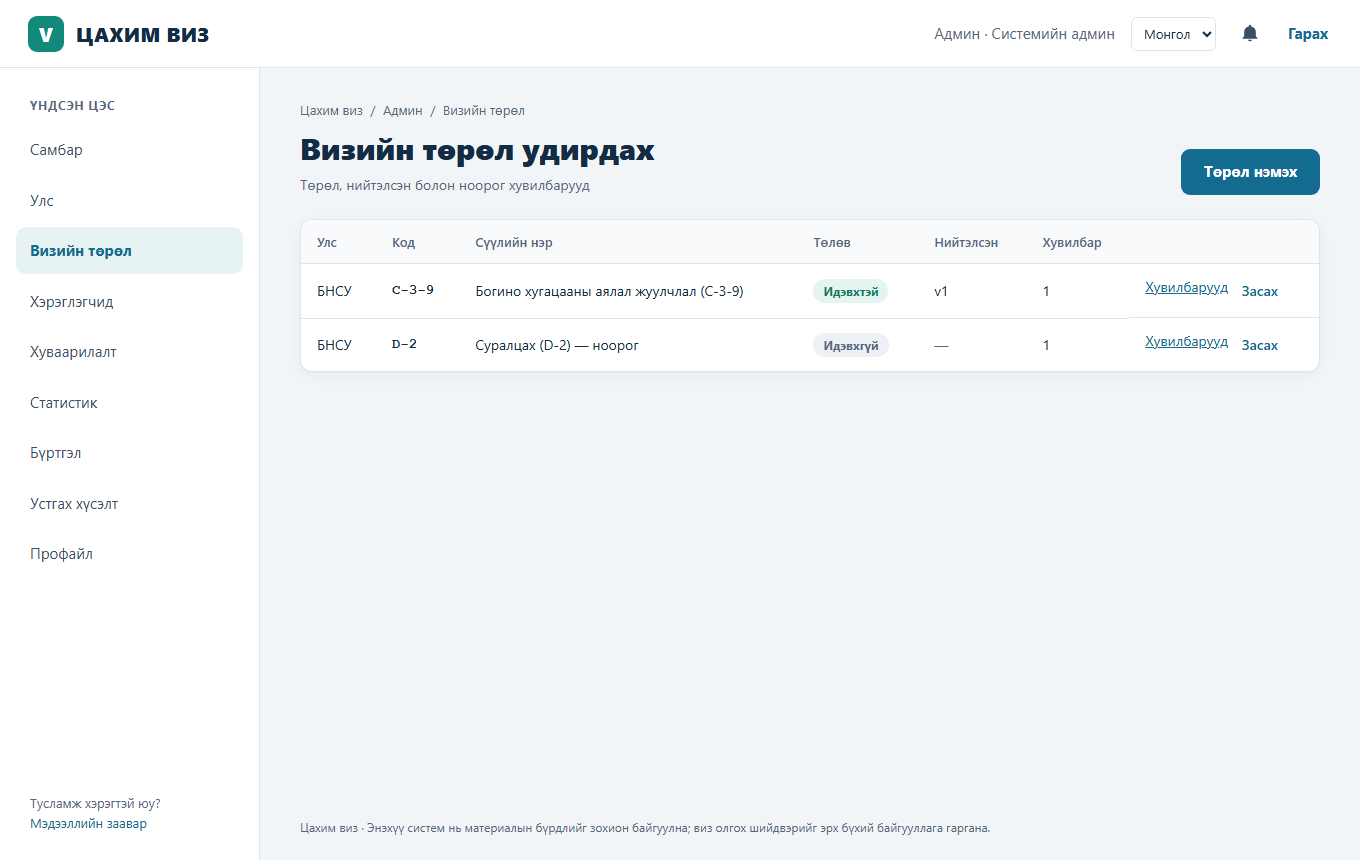 V ЦАХИМ ВИЗ
Админ · Системийн админ Монгол Гарах
ҮНДСЭН ЦЭС
Самбар
Улс
Визийн төрөл
Хэрэглэгчид
Хуваарилалт
Статистик
Бүртгэл
Устгах хүсэлт
Профайл
Тусламж хэрэгтэй юу?
Мэдээллийн заавар
Цахим виз / Админ / Визийн төрөл
Визийн төрөл удирдах
Төрөл, нийтэлсэн болон ноорог хувилбарууд
Төрөл нэмэх
Улс Код Сүүлийн нэр Төлөв Нийтэлсэн Хувилбар
БНСУ C-3-9 Богино хугацааны аялал жуулчлал (C-3-9) Идэвхтэй v1 1 Хувилбарууд Засах
БНСУ D-2 Суралцах (D-2) — ноорог Идэвхгүй — 1 Хувилбарууд Засах
Цахим виз · Энэхүү систем нь материалын бүрдлийг зохион байгуулна; виз олгох шийдвэрийг эрх бүхий байгууллага гаргана.